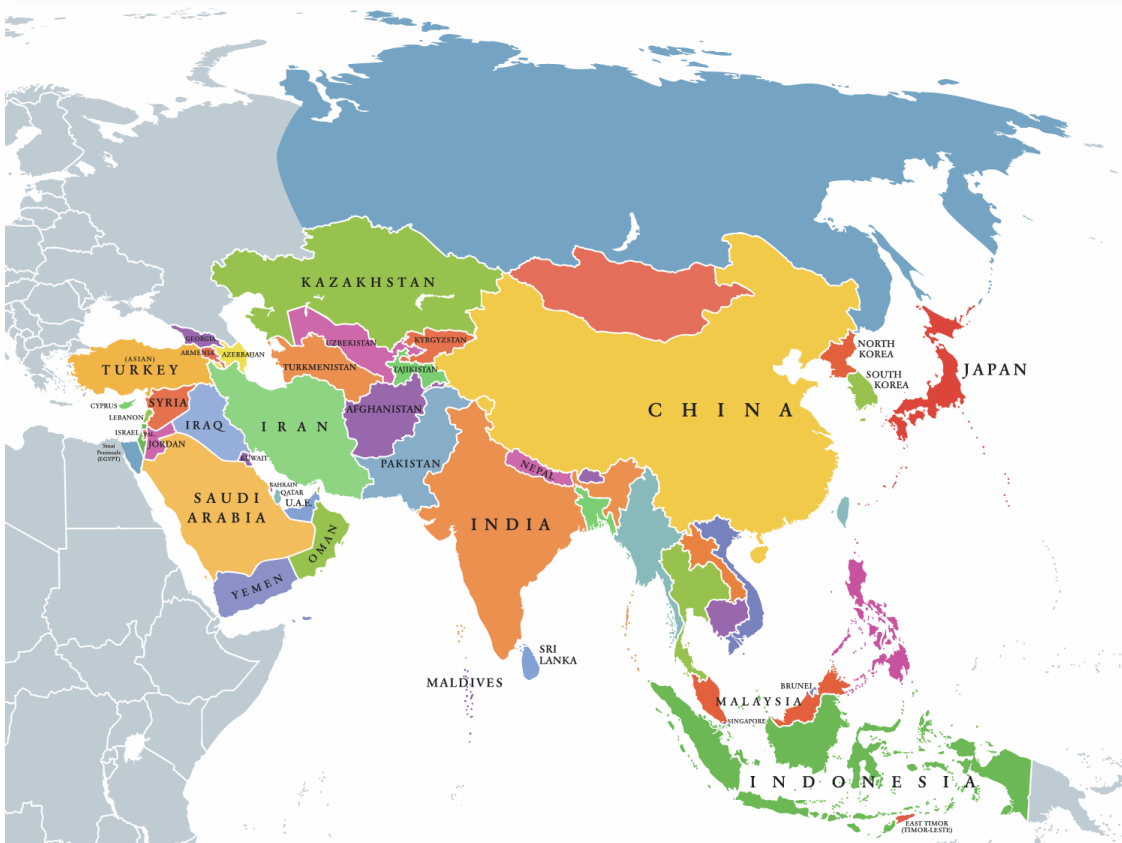 KAZAKHSTAN
GEORGIA
ARMENIA
AZERBAIJAN
UZBEKISTAN
KYRGYZSTAN
TURKMENISTAN
TAJIKISTAN
(ASIAN)
TURKEY
NORTH
KOREA
SOUTH
KOREA
JAPAN
CYPRUS
SYRIA
LEBANON
ISRAEL
PAL.
JORDAN
IRAQ
IRAN
AFGHANISTAN
CHINA
Sinai
Peninsula
(EGYPT)
KUWAIT
PAKISTAN
NEPAL
BAHRAIN
QATAR
U.A.E.
SAUDI
ARABIA
OMAN
YEMEN
INDIA
SRI
LANKA
MALDIVES
BRUNEI
MALAYSIA
SINGAPORE
INDONESIA
EAST TIMOR
(TIMOR-LESTE)